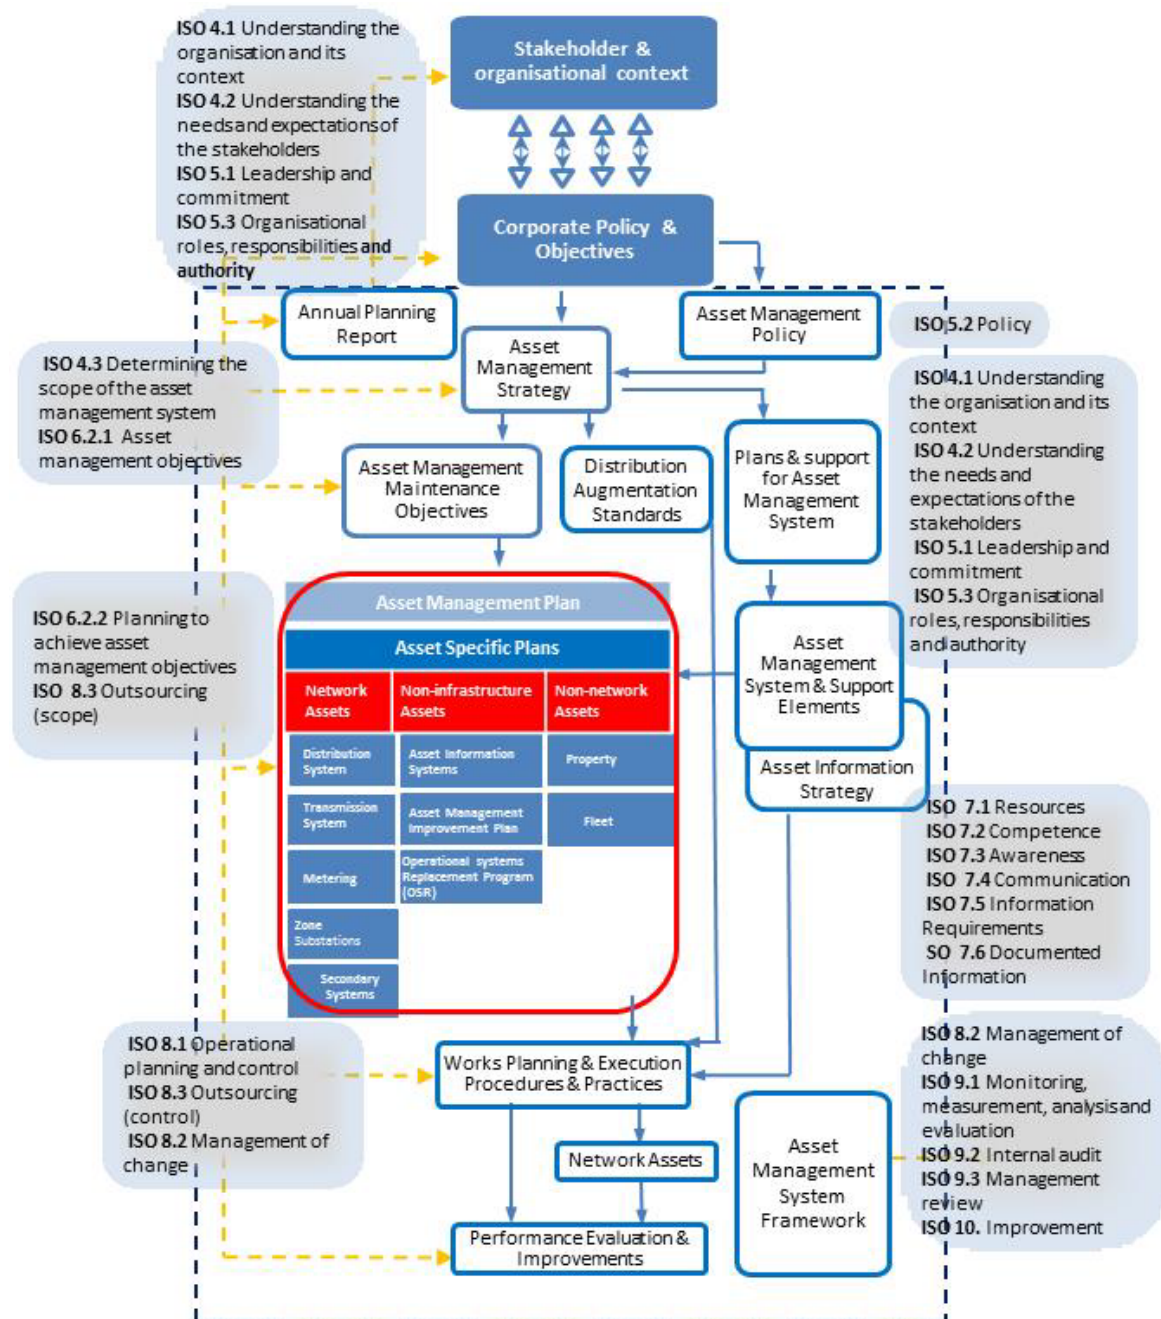 ISO 4.1 Understanding the
organisation and its
context
ISO 4.2 Understanding the
needs and expectations of
the stakeholders
ISO 5.1 Leadership and
commitment
ISO 5.3 Organisational
roles, responsibilities and
authority
Stakeholder &
organisational context
Corporate Policy &
Objectives
Annual Planning
Report
Asset Management
Policy
ISO 5.2 Policy
Asset
Management
Strategy
ISO 4.3 Determining the
scope of the asset
management system
ISO 6.2.1 Asset
management objectives
ISO 4.1 Understanding
the organisation and its
context
ISO 4.2 Understanding
the needs and
expectations of the
stakeholders
ISO 5.1 Leadership and
commitment
ISO 5.3 Organisational
roles, responsibilities
and authority
Asset Management
Maintenance
Objectives
Distribution
Augmentation
Standards
Plans & support
for Asset
Management
System
Asset Management Plan
Asset Specific Plans
Network
Assets
Non-infrastructure
Assets
Non-network
Assets
Distribution
System
Asset Information
Systems
Property
Transmission
System
Asset Management
Improvement Plan
Fleet
Metering
Operational systems
Replacement Program
(OSR)
Zone
Substations
Secondary
Systems
ISO 6.2.2 Planning to
achieve asset
management objectives
ISO 8.3 Outsourcing
(scope)
Asset
Management
System & Support
Elements
Asset Information
Strategy
ISO 7.1 Resources
ISO 7.2 Competence
ISO 7.3 Awareness
ISO 7.4 Communication
ISO 7.5 Information
Requirements
SO 7.6 Documented
Information
ISO 8.1 Operational
planning and control
ISO 8.3 Outsourcing
(control)
ISO 8.2 Management of
change
Works Planning & Execution
Procedures & Practices
Network Assets
Performance Evaluation &
Improvements
Asset
Management
System
Framework
ISO 8.2 Management of
change
ISO 9.1 Monitoring,
measurement, analysis and
evaluation
ISO 9.2 Internal audit
ISO 9.3 Management
review
ISO 10. Improvement